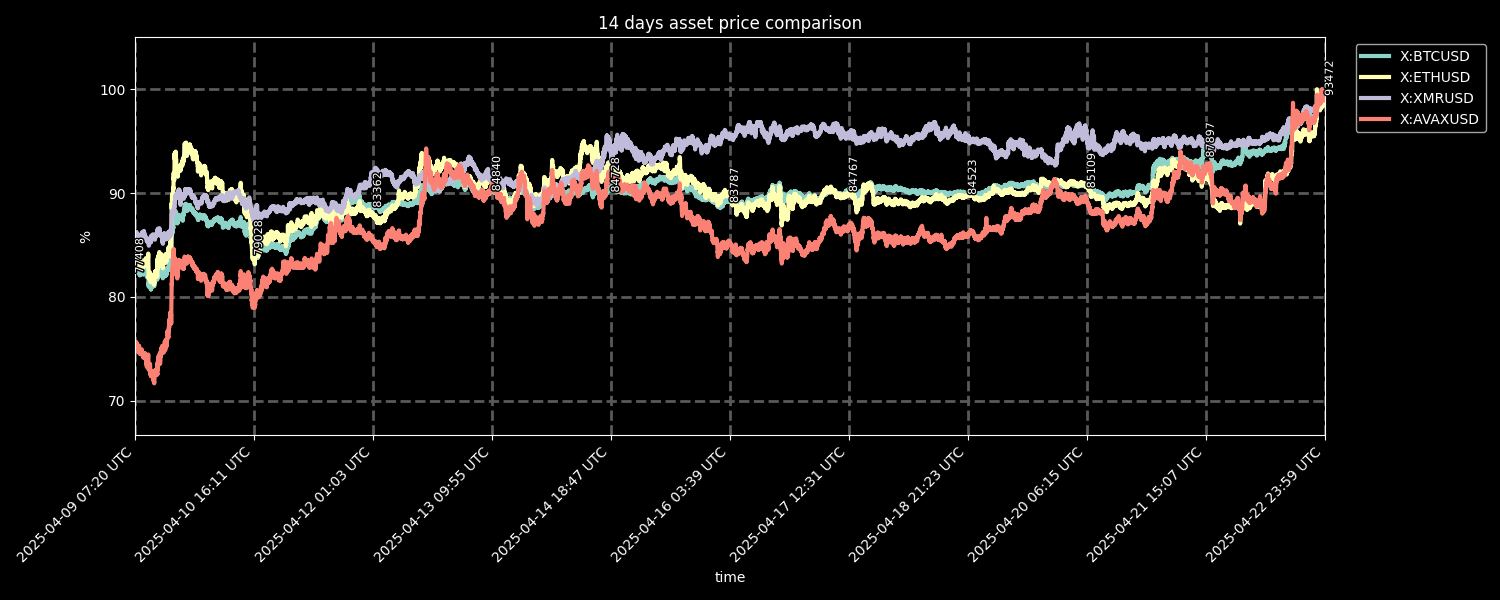 14 days asset price comparison
X:BTCUSD
X:ETHUSD
X:XMRUSD
X:AVAXUSD
%
100
90
80
70
77408
79028
83362
84840
84728
83787
84767
84523
85109
87897
93472
2025-04-09 07:20 UTC
2025-04-10 16:11 UTC
2025-04-12 01:03 UTC
2025-04-13 09:55 UTC
2025-04-14 18:47 UTC
2025-04-16 03:39 UTC
2025-04-17 12:31 UTC
2025-04-18 21:23 UTC
2025-04-20 06:15 UTC
2025-04-21 15:07 UTC
2025-04-22 23:59 UTC
time